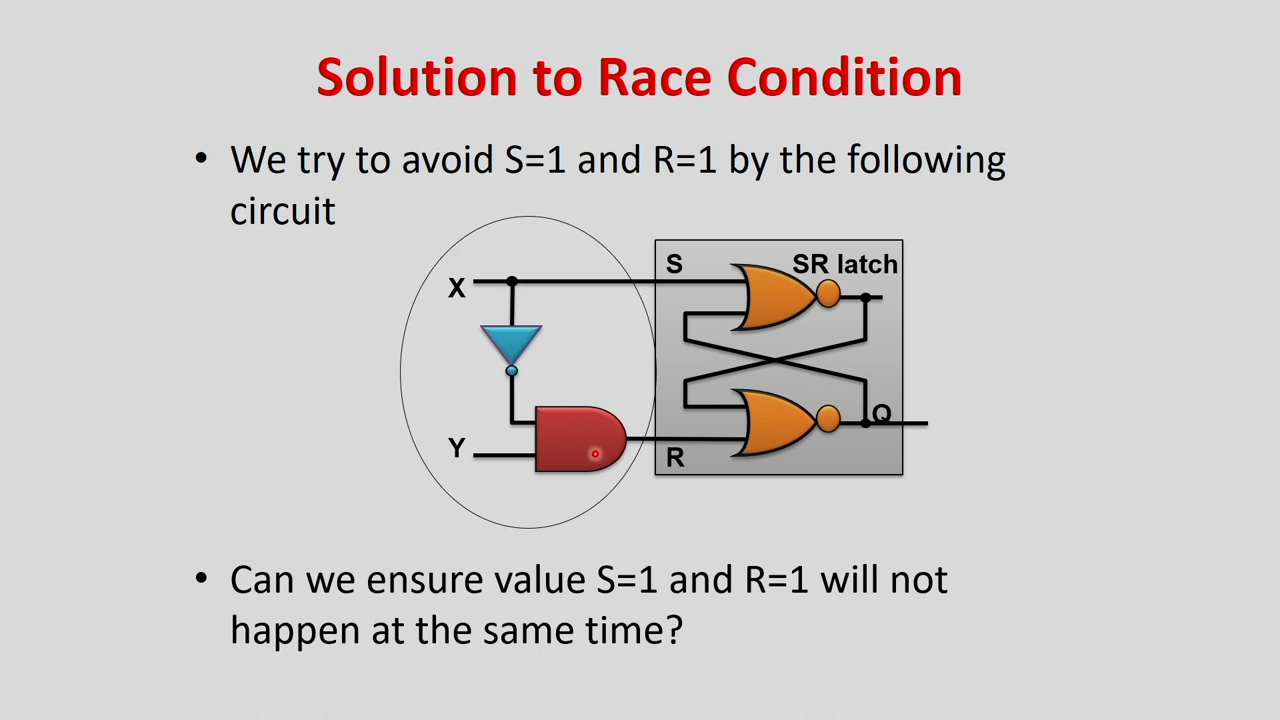 Solution to Race Condition
• We try to avoid S=1 and R=1 by the following
circuit
S
SR latch
X
Y
Q
R
• Can we ensure value S=1 and R=1 will not
happen at the same time?